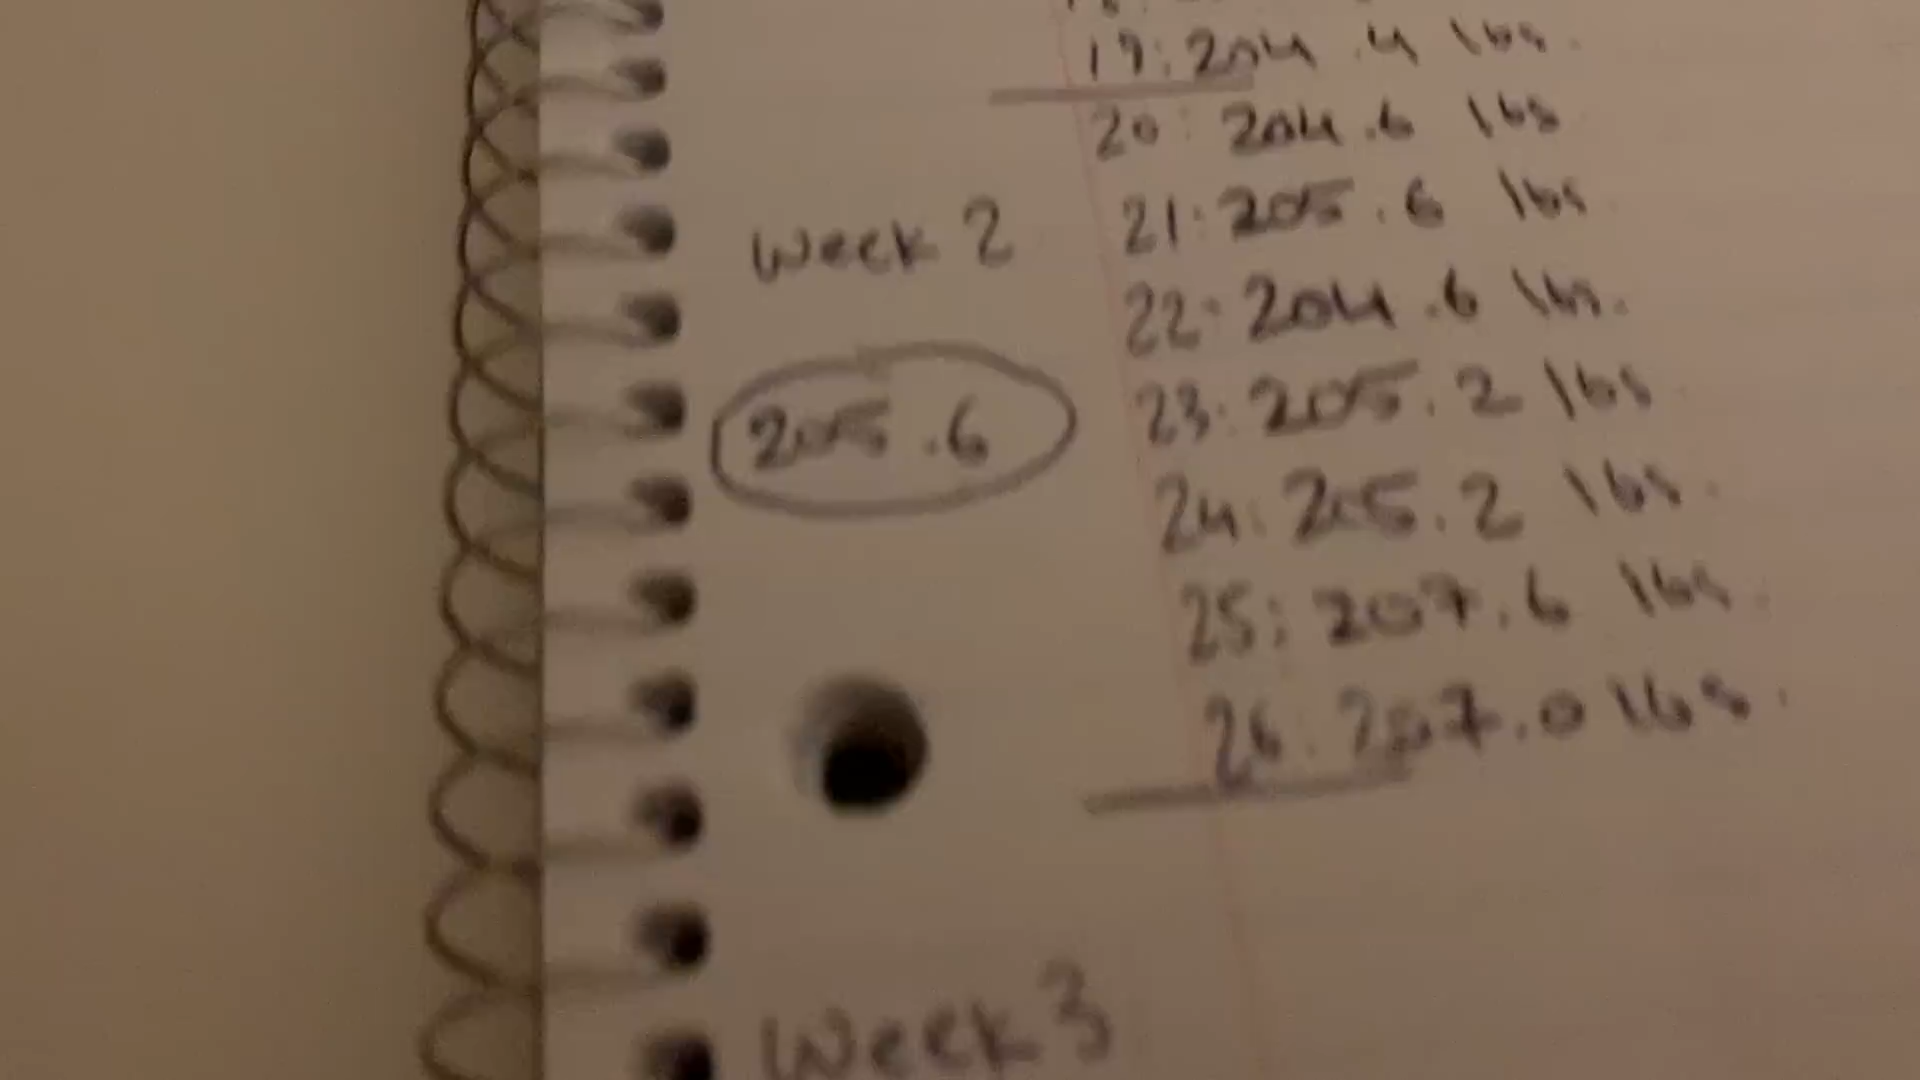 19: 204.4 lbs.
20: 204.6 lbs
Week 2
21: 205.6 lbs
22: 204.6 lbs.
205.6
23: 205.2 lbs
24: 205.2 lbs.
25: 207.6 lbs.
26: 207.0 lbs.
Week 3